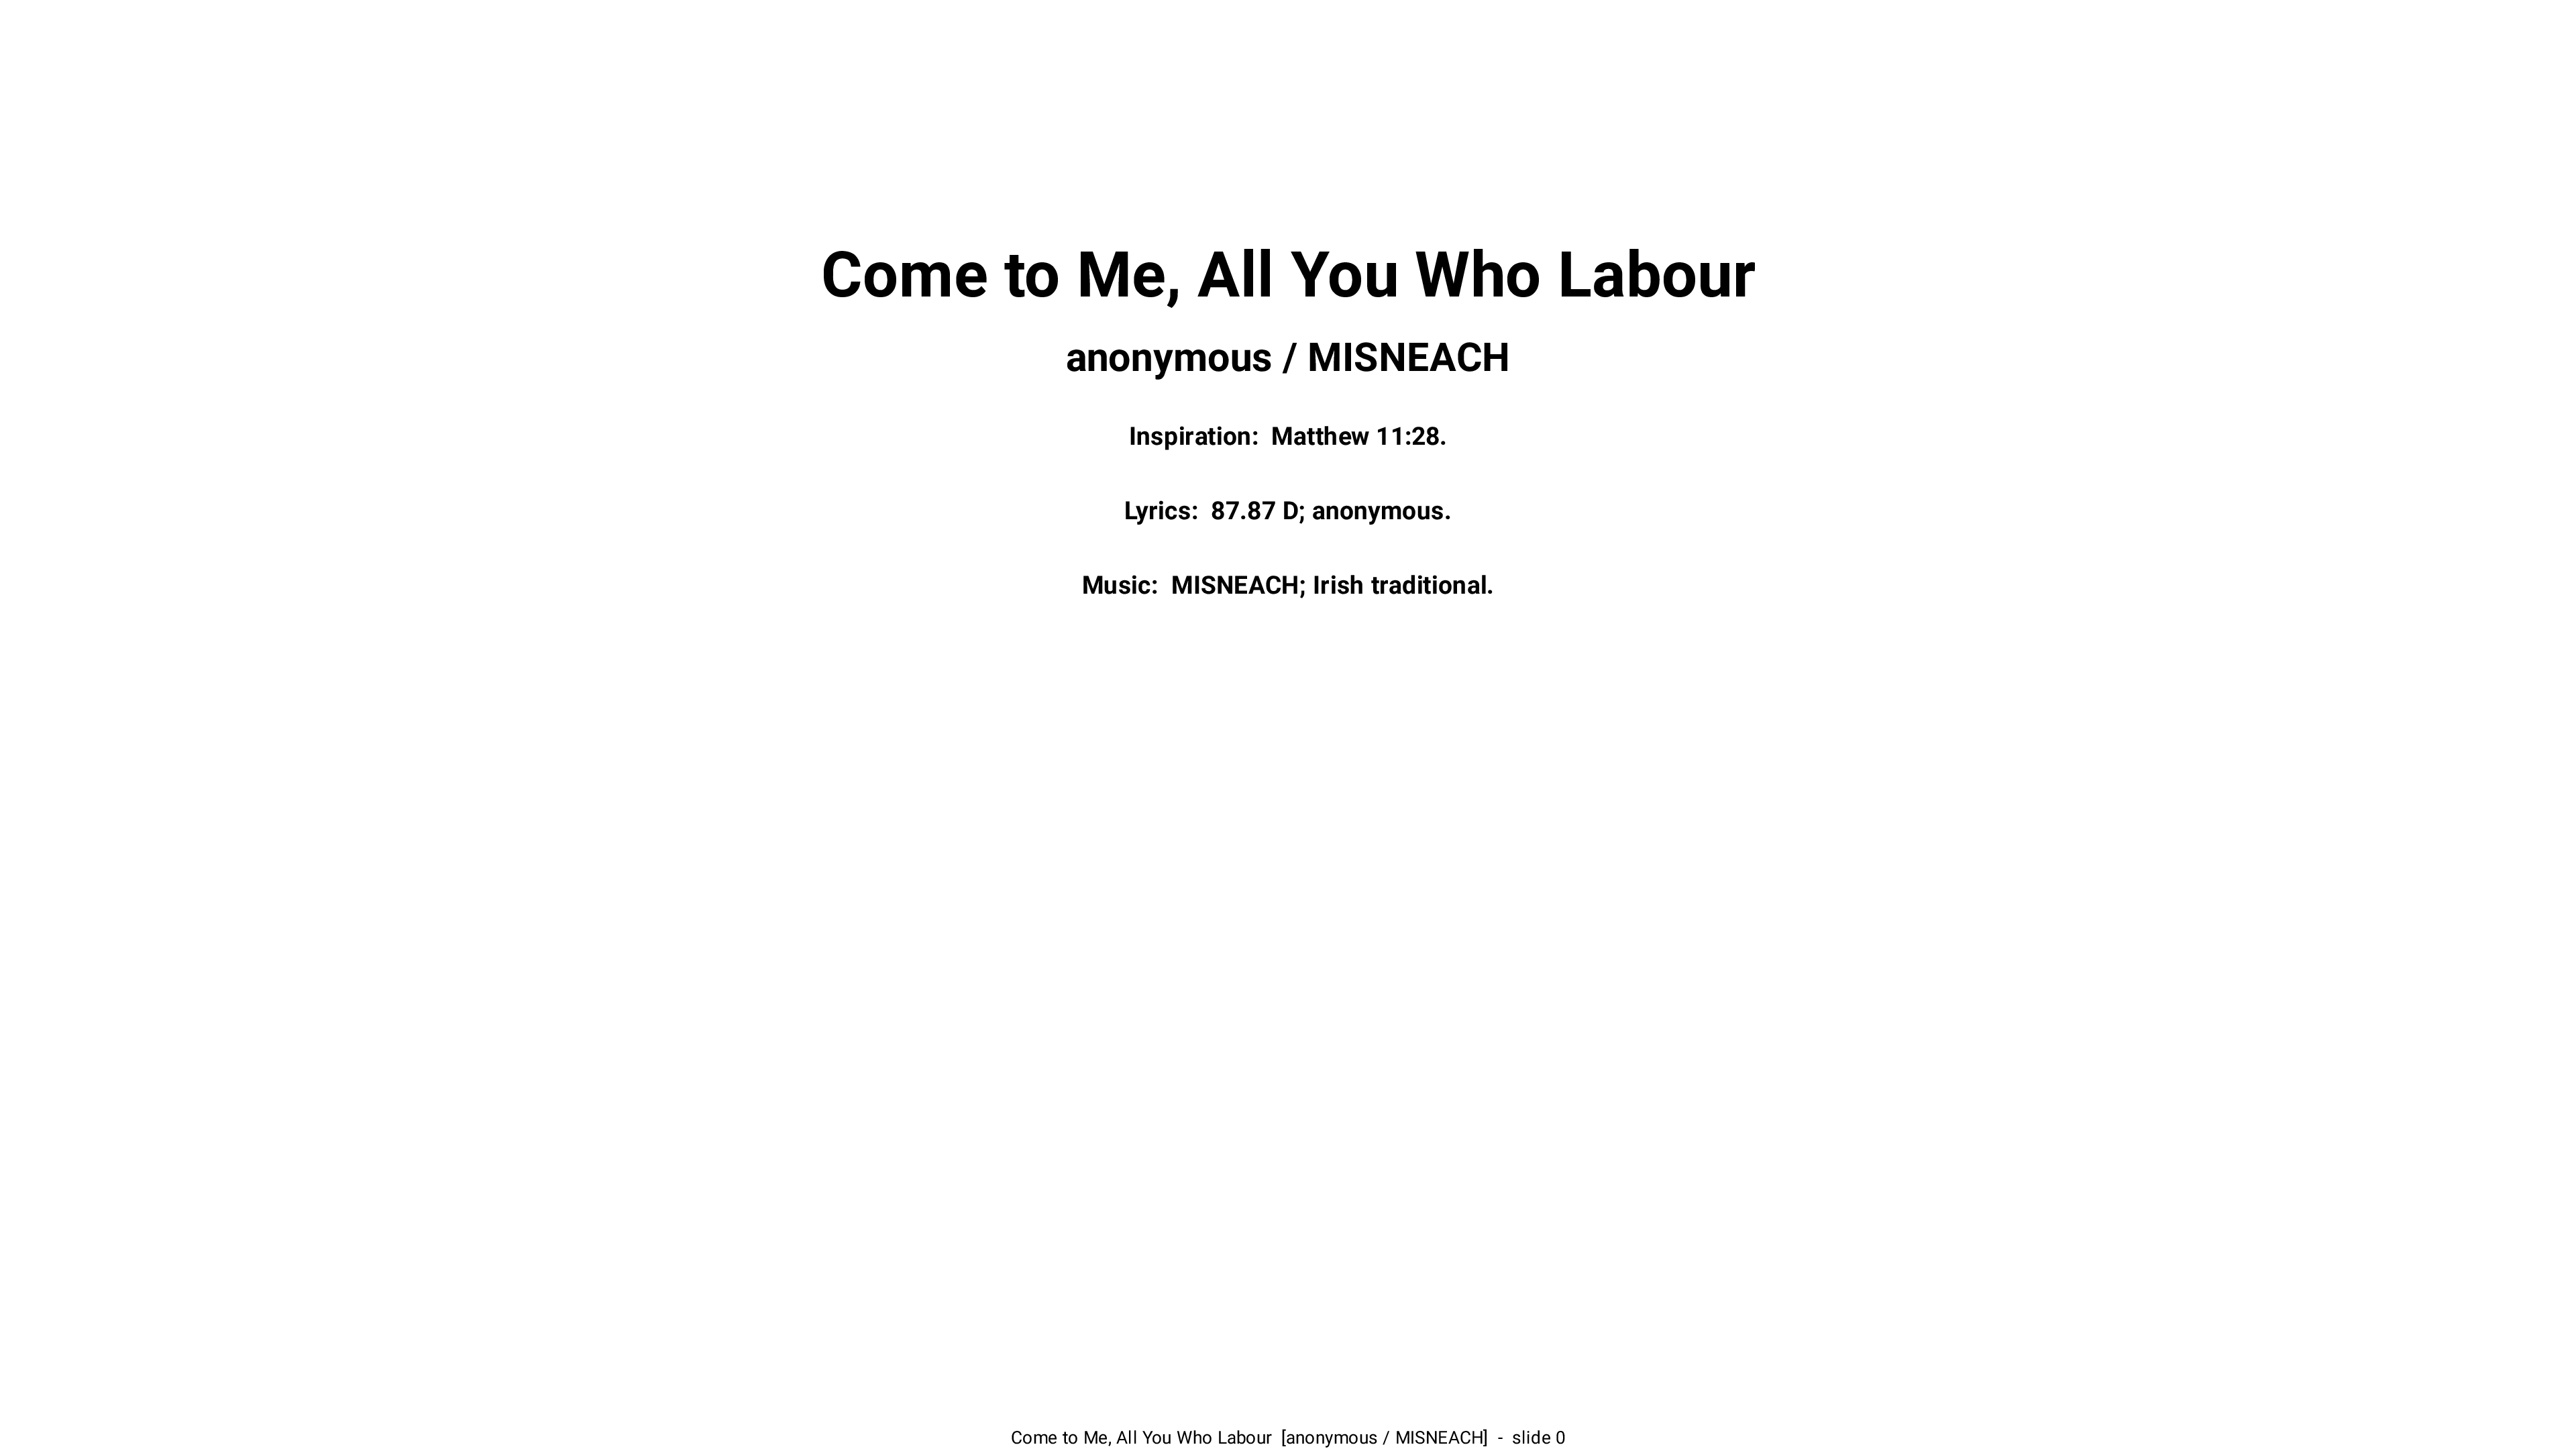 Come to Me, All You Who Labour
anonymous / MISNEACH
Inspiration:  Matthew 11:28.
Lyrics:  87.87 D; anonymous.
Music:  MISNEACH; Irish traditional.
Come to Me, All You Who Labour  [anonymous / MISNEACH]  -  slide 0